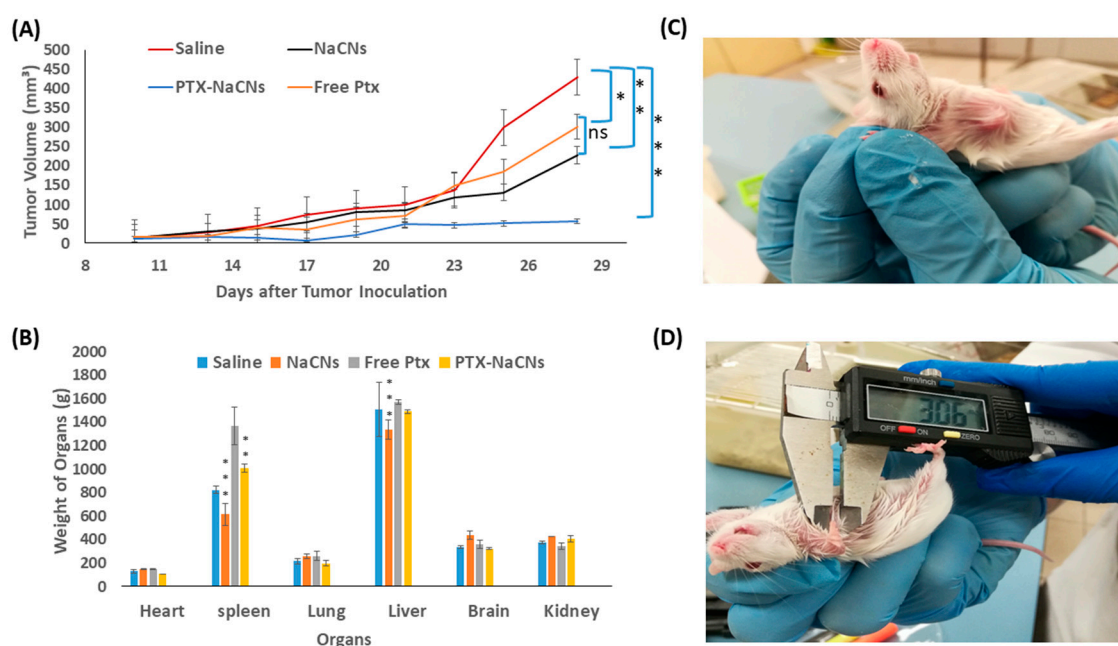 (A)
Saline
NaCNs
PTX-NaCNs
Free Ptx
Tumor Volume (mm³)
500
450
400
350
300
250
200
150
100
50
0
8
11
14
17
20
23
26
29
Days after Tumor Inoculation
*
* *
* * *
ns
(B)
Saline
NaCNs
Free Ptx
PTX-NaCNs
Weight of Organs (g)
2000
1800
1600
1400
1200
1000
800
600
400
200
0
* * *
* *
* * *
Heart
spleen
Lung
Liver
Brain
Kidney
Organs
(C)
(D)
mm/inch
3.06
OFF
ON
ZERO